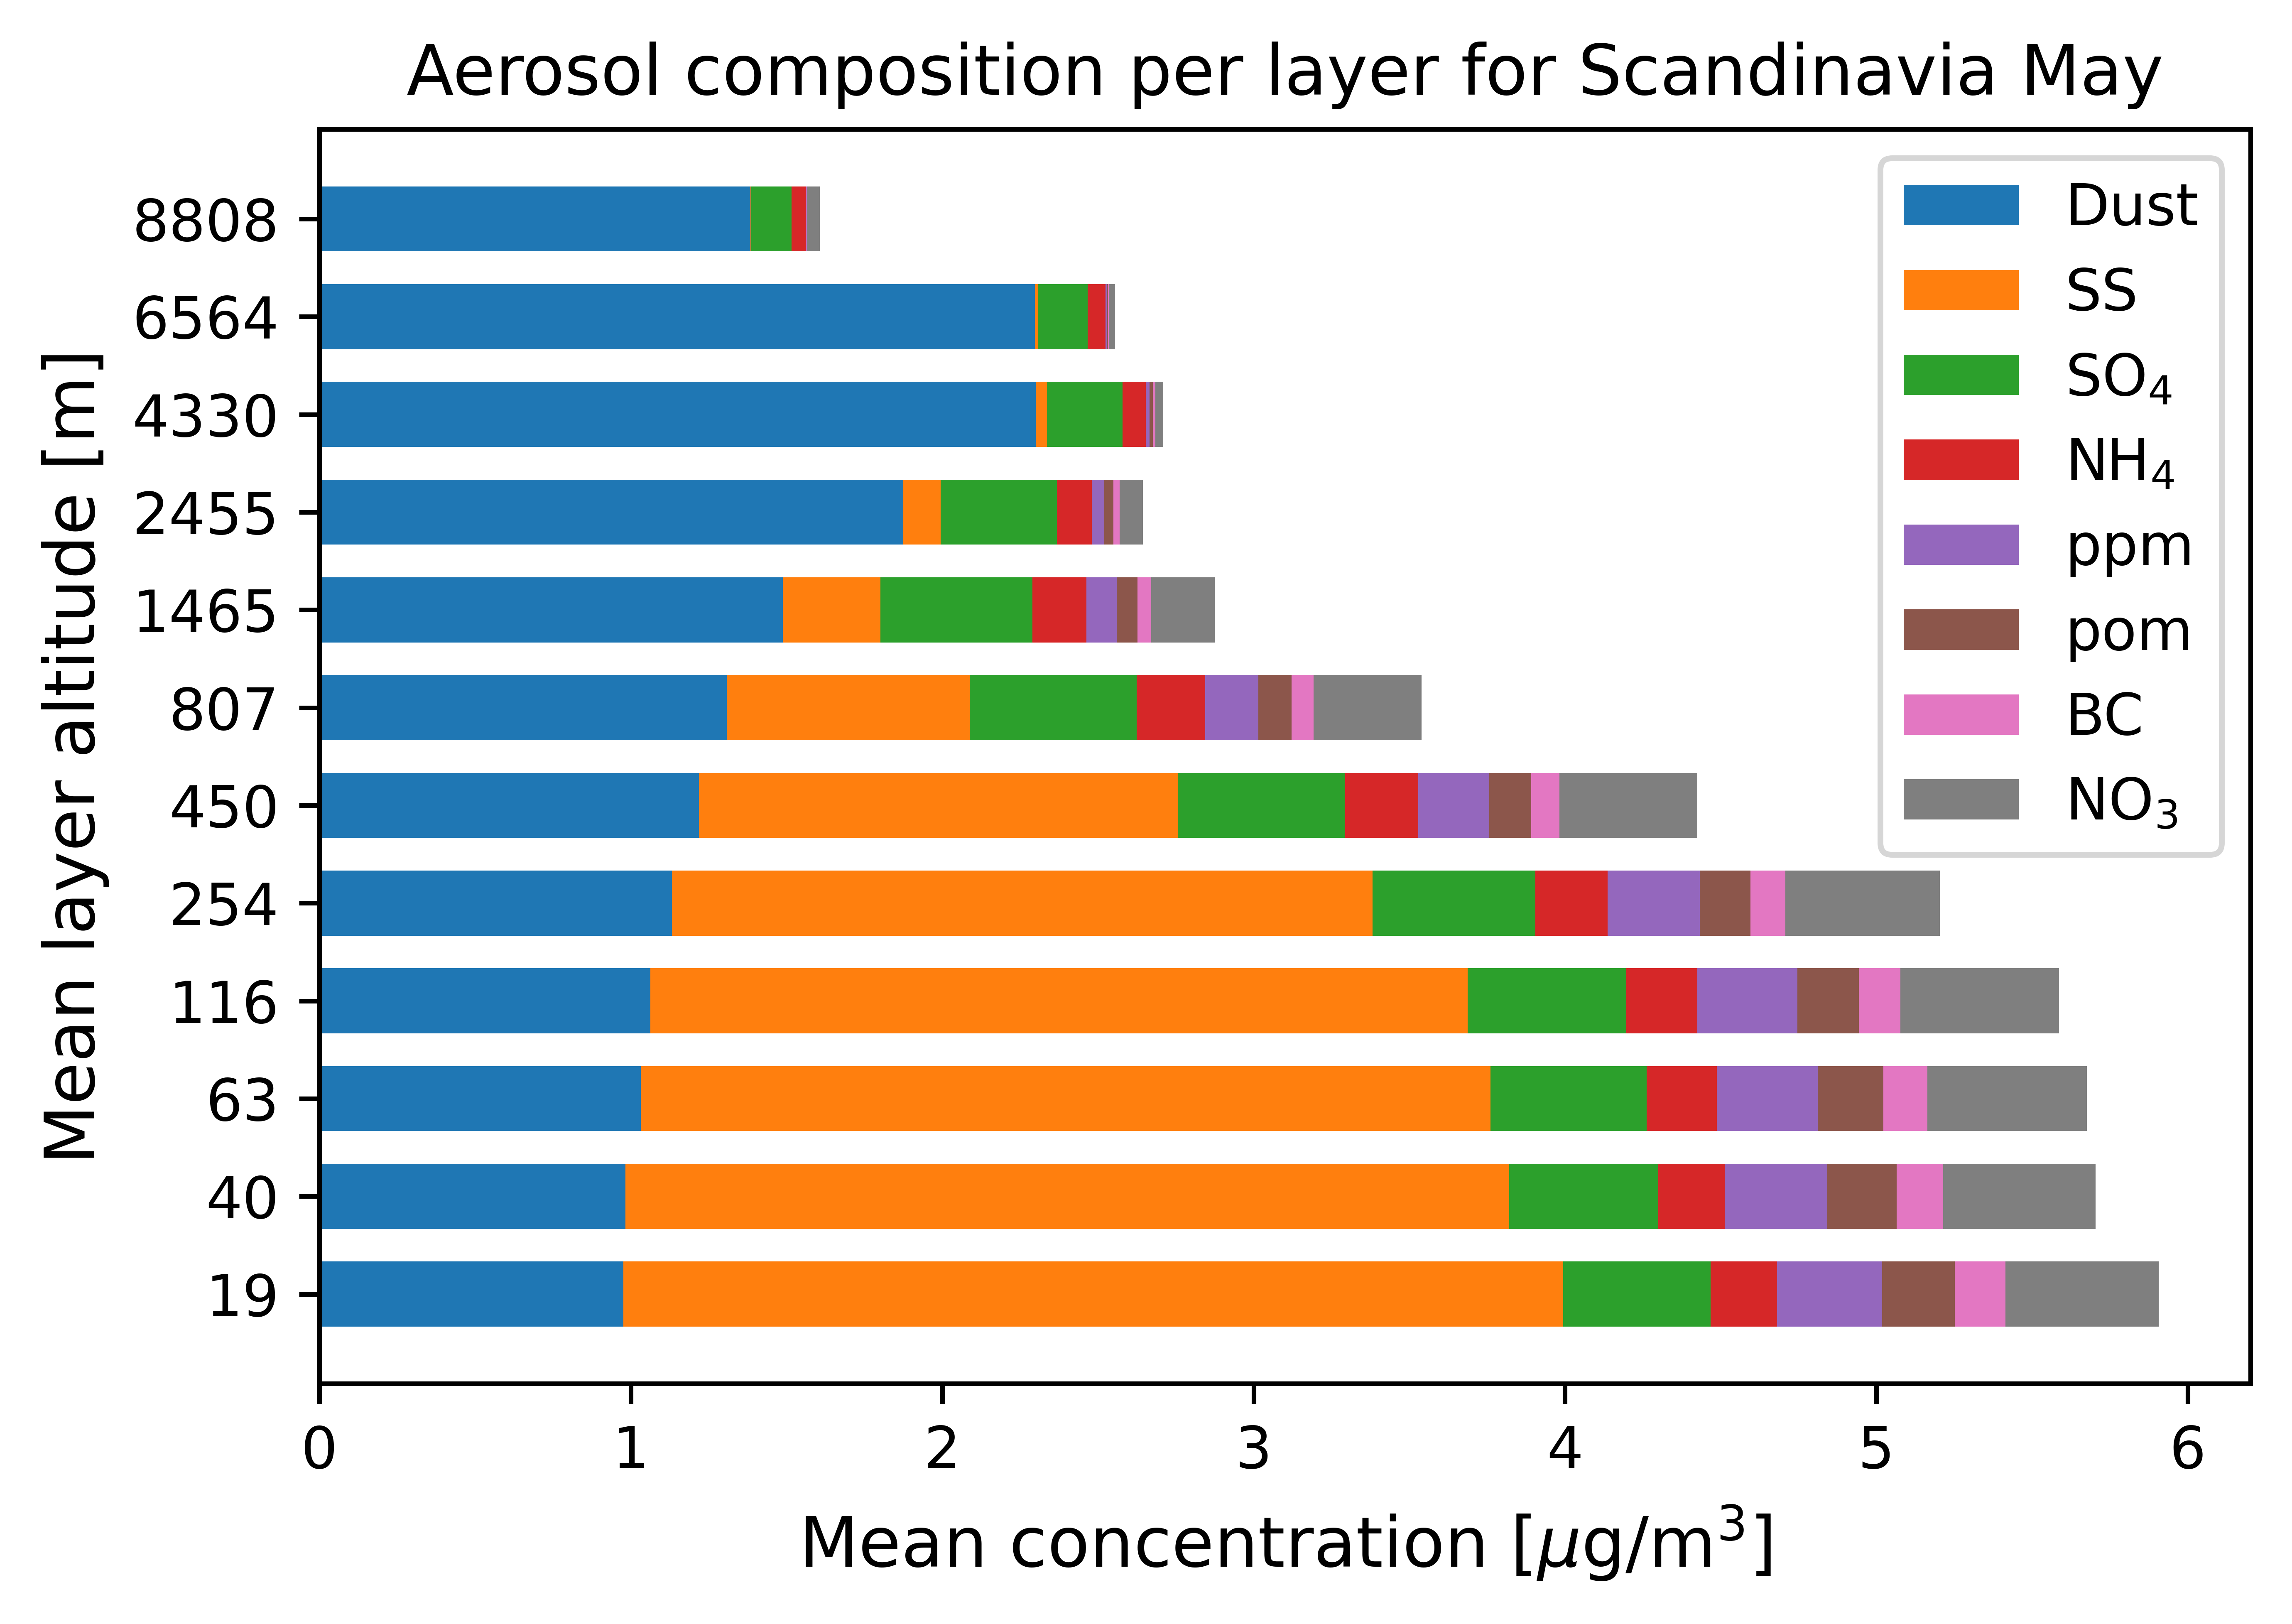 Aerosol composition per layer for Scandinavia May
Mean layer altitude [m]
8808
6564
4330
2455
1465
807
450
254
116
63
40
19
Dust
SS
SO₄
NH₄
ppm
pom
BC
NO₃
0 1 2 3 4 5 6
Mean concentration [μg/m³]